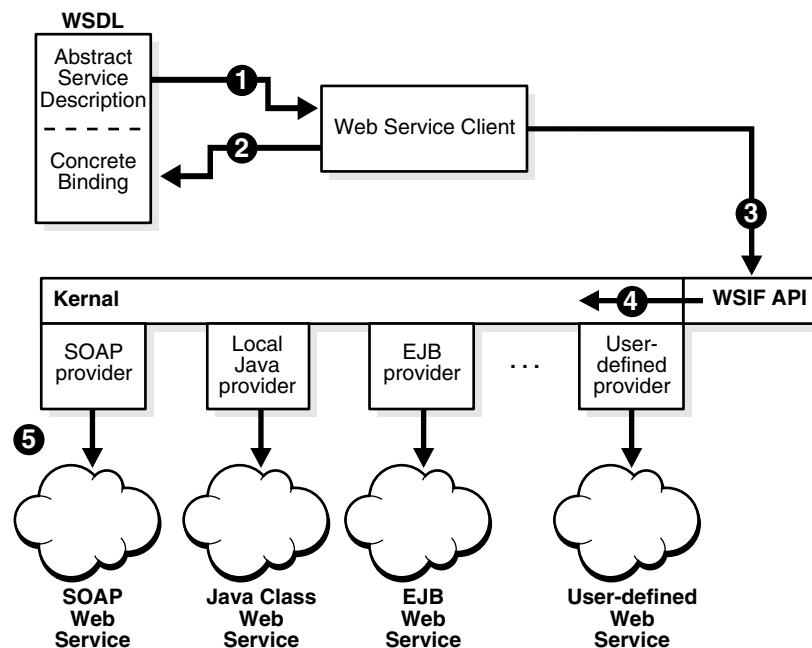 WSDL
Abstract
Service
Description
Concrete
Binding
1
2
Web Service Client
3
Kernal
4
WSIF API
SOAP
provider
Local
Java
provider
EJB
provider
. . .
User-
defined
provider
5
SOAP
Web
Service
Java Class
Web
Service
EJB
Web
Service
User-defined
Web
Service